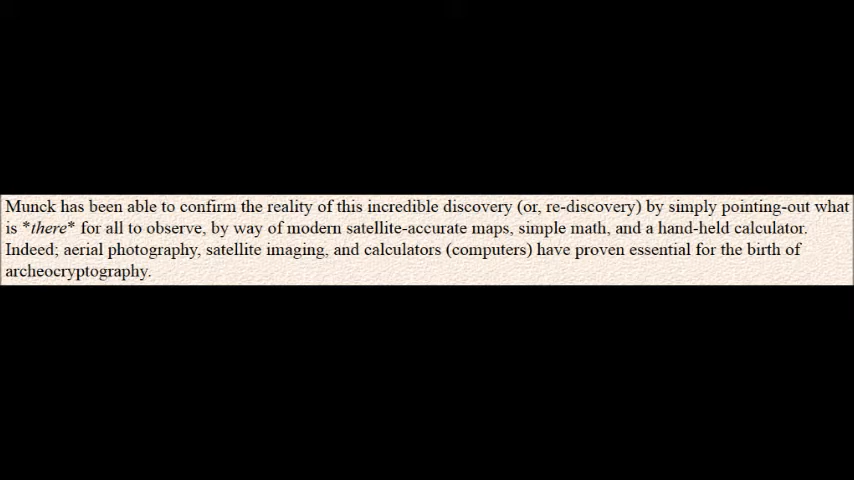 Munck has been able to confirm the reality of this incredible discovery (or, re-discovery) by simply pointing-out what
is *there* for all to observe, by way of modern satellite-accurate maps, simple math, and a hand-held calculator.
Indeed; aerial photography, satellite imaging, and calculators (computers) have proven essential for the birth of
archeocryptography.